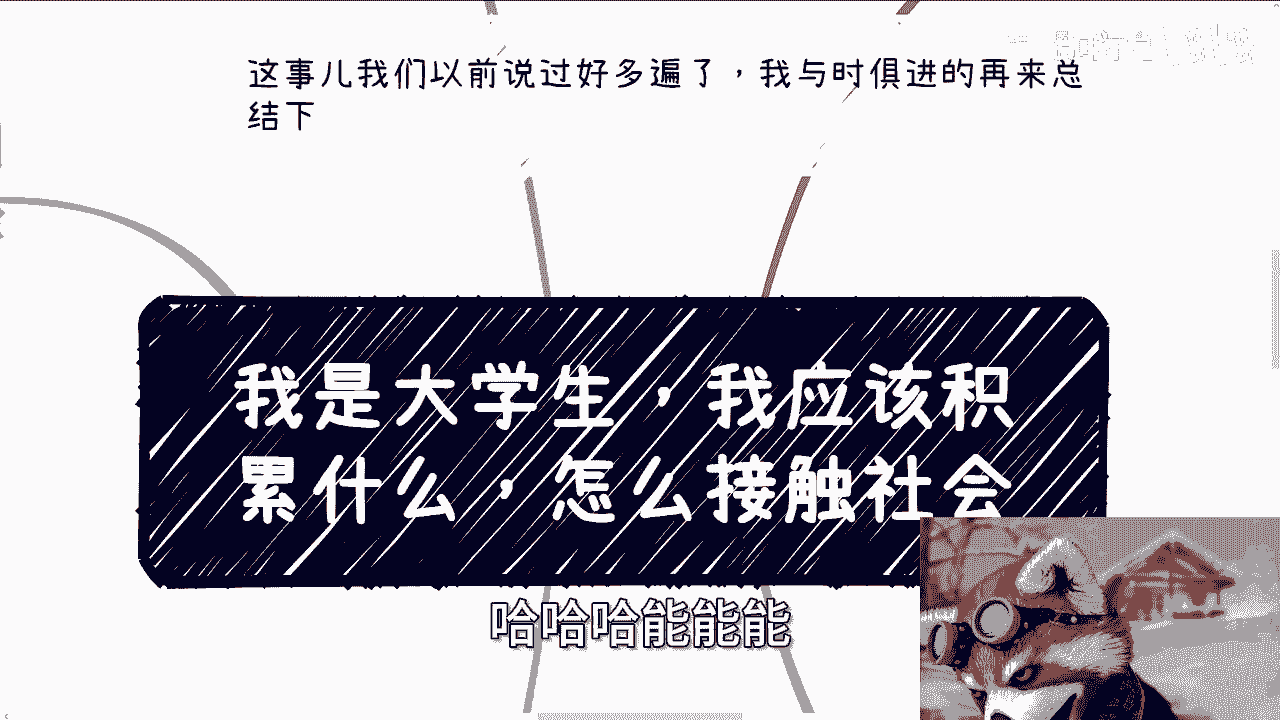 这事儿我们以前说过好多遍了，我与时俱进的再来总
结下
我是大学生，我应该积
累什么，怎么接触社会
哈哈哈能能能